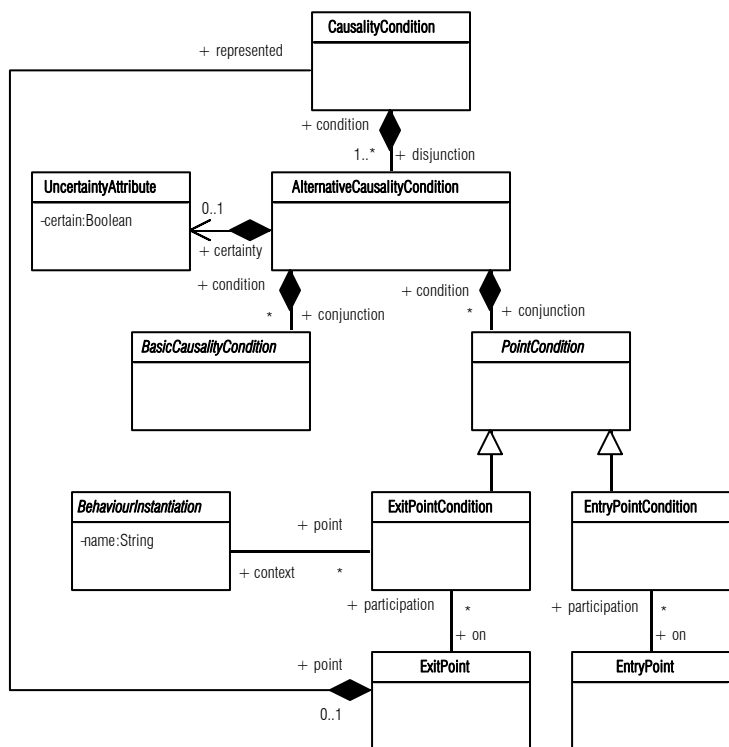 CausalityCondition
+ represented
+ condition
1..*
+ disjunction
UncertaintyAttribute
-certain:Boolean
0..1
+ certainty
AlternativeCausalityCondition
+ condition
+ condition
*
+ conjunction
*
+ conjunction
BasicCausalityCondition
PointCondition
BehaviourInstantiation
-name:String
+ point
+ context
*
ExitPointCondition
EntryPointCondition
+ participation
*
+ participation
*
+ on
+ on
+ point
0..1
ExitPoint
EntryPoint